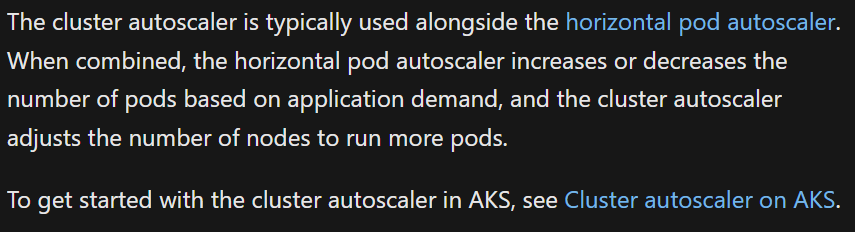 The cluster autoscaler is typically used alongside the horizontal pod autoscaler.
When combined, the horizontal pod autoscaler increases or decreases the
number of pods based on application demand, and the cluster autoscaler
adjusts the number of nodes to run more pods.
To get started with the cluster autoscaler in AKS, see Cluster autoscaler on AKS.